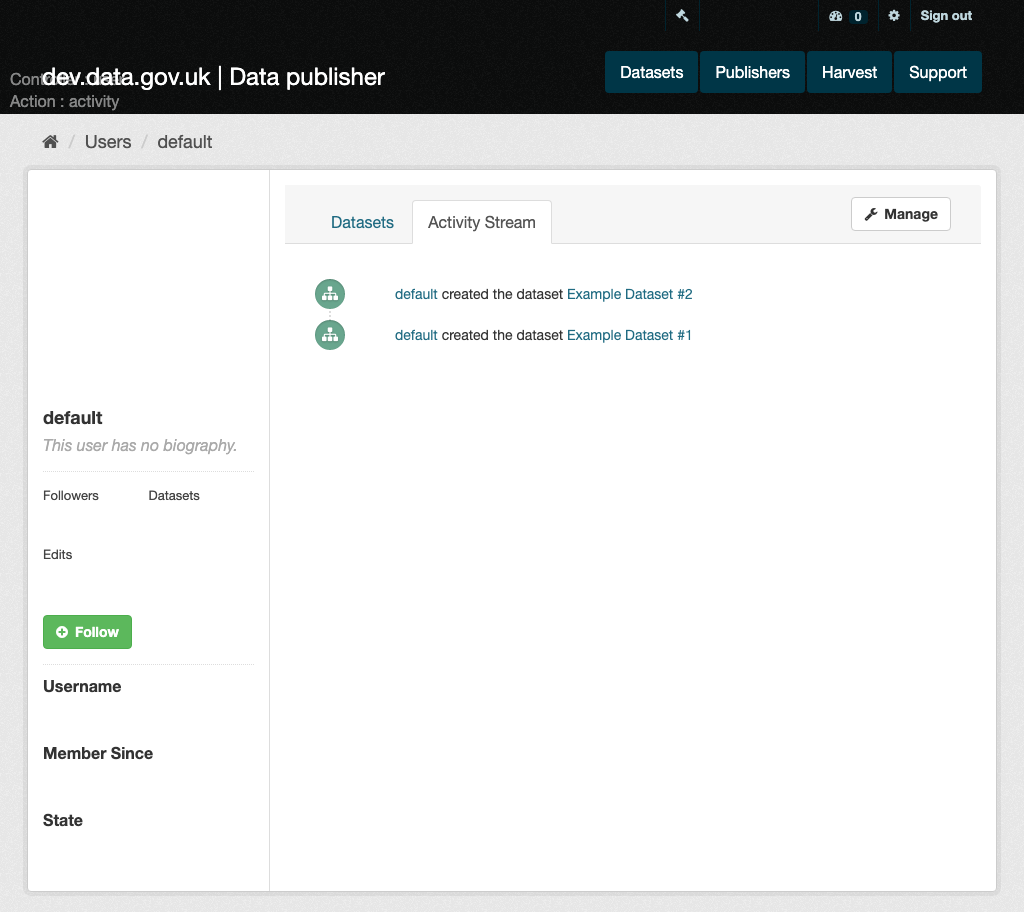 0 Sign out
dev.data.gov.uk | Data publisher
Datasets Publishers Harvest Support
Action : activity
/ Users / default
Datasets Activity Stream Manage
default created the dataset Example Dataset #2
default created the dataset Example Dataset #1
default
This user has no biography.
Followers Datasets
Edits
Follow
Username
Member Since
State